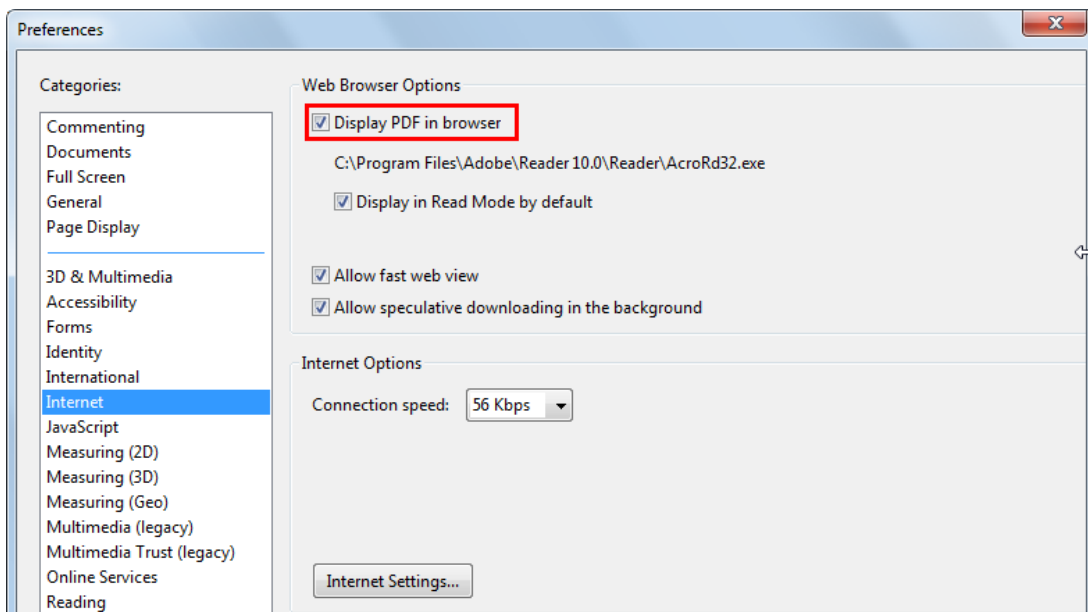 Preferences
Categories:
Commenting
Documents
Full Screen
General
Page Display
3D & Multimedia
Accessibility
Forms
Identity
International
Internet
JavaScript
Measuring (2D)
Measuring (3D)
Measuring (Geo)
Multimedia (legacy)
Multimedia Trust (legacy)
Online Services
Reading
Web Browser Options
Display PDF in browser
C:\Program Files\Adobe\Reader 10.0\Reader\AcroRd32.exe
Display in Read Mode by default
Allow fast web view
Allow speculative downloading in the background
Internet Options
Connection speed: 56 Kbps
Internet Settings...